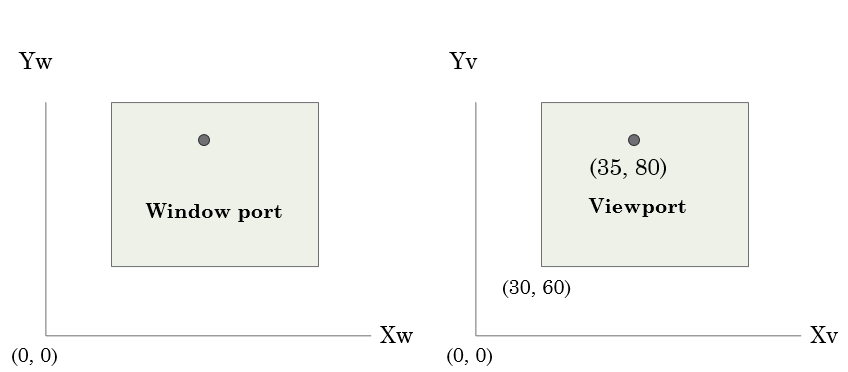 Yw
Window port
Xw
(0, 0)
Yv
(35, 80)
Viewport
(30, 60)
Xv
(0, 0)